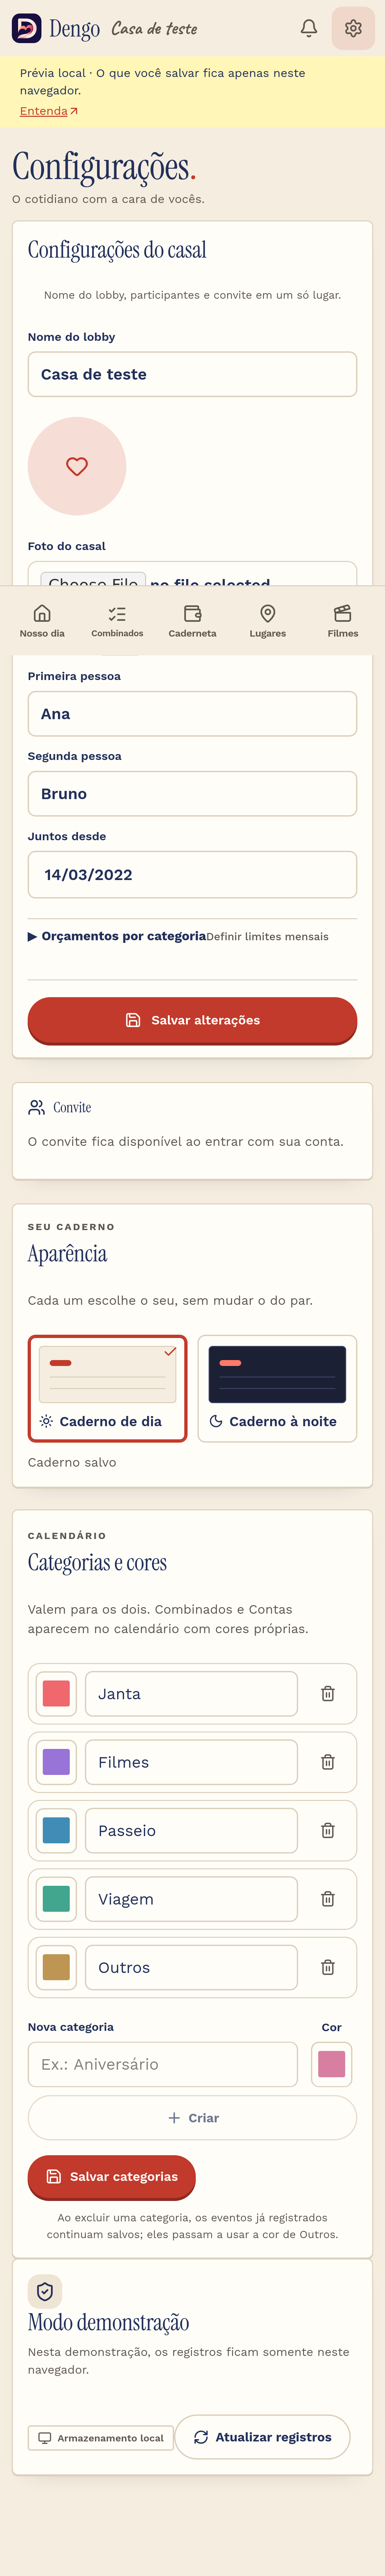 Dengo Casa de teste
Prévia local · O que você salvar fica apenas neste
navegador.
Entenda
Configurações.
O cotidiano com a cara de vocês.
Configurações do casal
Nome do lobby, participantes e convite em um só lugar.
Nome do lobby
Casa de teste
Foto do casal
Choose File no file selected
Nosso dia Combinados Caderneta Lugares Filmes
Primeira pessoa
Ana
Segunda pessoa
Bruno
Juntos desde
14/03/2022
Orçamentos por categoriaDefinir limites mensais
Salvar alterações
Convite
O convite fica disponível ao entrar com sua conta.
SEU CADERNO
Aparência
Cada um escolhe o seu, sem mudar o do par.
Caderno de dia Caderno à noite
Caderno salvo
CALENDÁRIO
Categorias e cores
Valem para os dois. Combinados e Contas
aparecem no calendário com cores próprias.
Janta
Filmes
Passeio
Viagem
Outros
Nova categoria Cor
Ex.: Aniversário
Criar
Salvar categorias
Ao excluir uma categoria, os eventos já registrados
continuam salvos; eles passam a usar a cor de Outros.
Modo demonstração
Nesta demonstração, os registros ficam somente neste
navegador.
Armazenamento local Atualizar registros